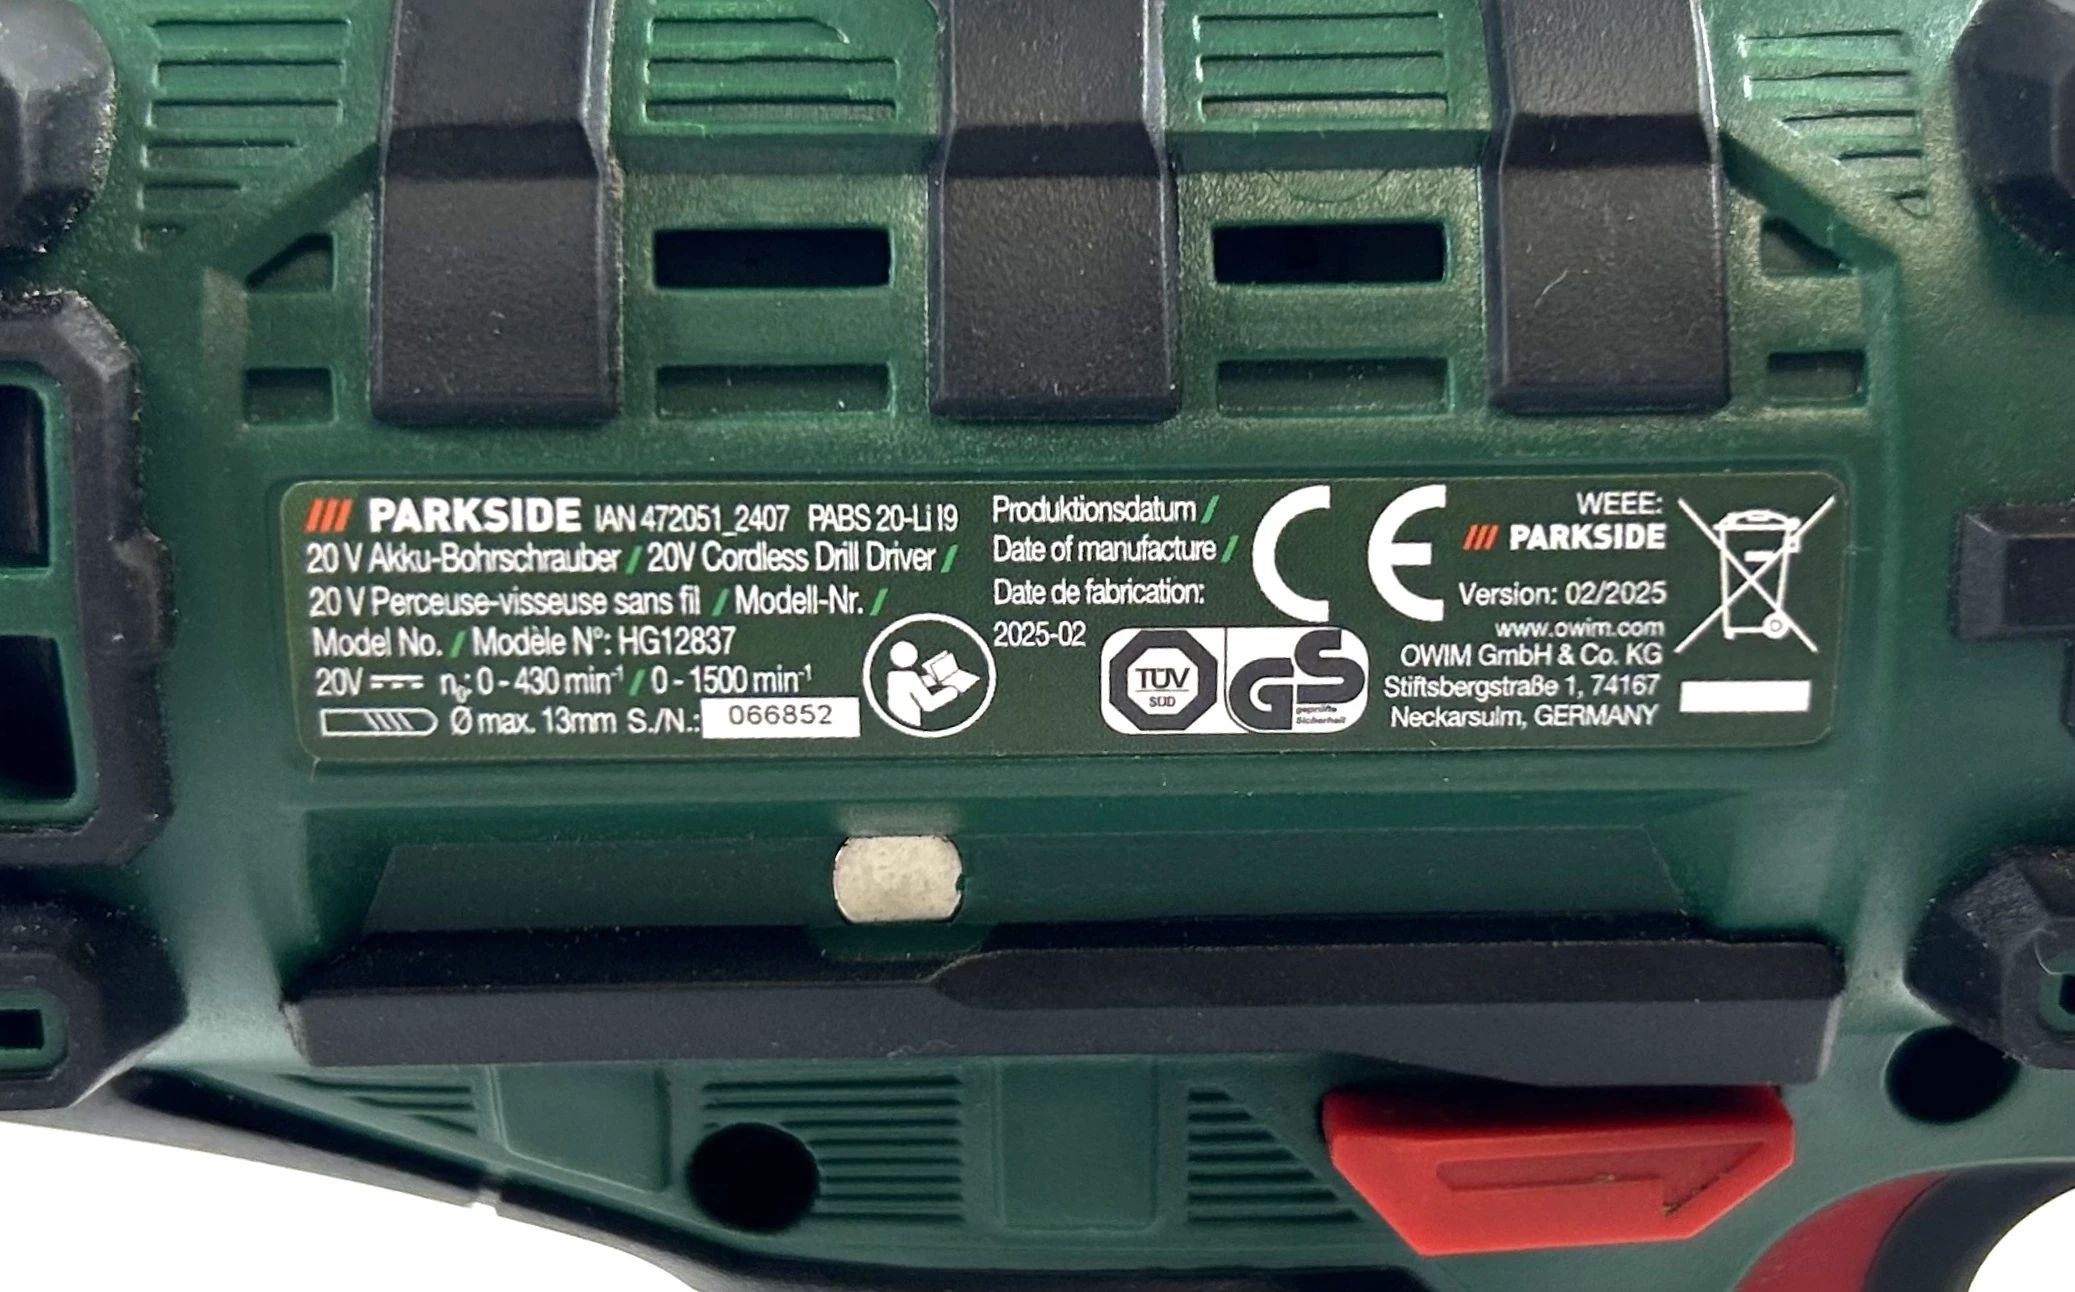 PARKSIDE IAN 472051_2407 PABS 20-Li I9
20 V Akku-Bohrschrauber / 20V Cordless Drill Driver /
20 V Perceuse-visseuse sans fil / Modell-Nr. /
Model No. / Modèle N°: HG12837
20V n₀: 0 - 430 min⁻¹ / 0 - 1500 min⁻¹
Ø max. 13mm S./N.: 066852
Produktionsdatum /
Date of manufacture /
Date de fabrication:
2025-02
CE
TÜV
SÜD
GS
geprüfte
Sicherheit
WEEE:
PARKSIDE
Version: 02/2025
www.owim.com
OWIM GmbH & Co. KG
Stiftsbergstraße 1, 74167
Neckarsulm, GERMANY